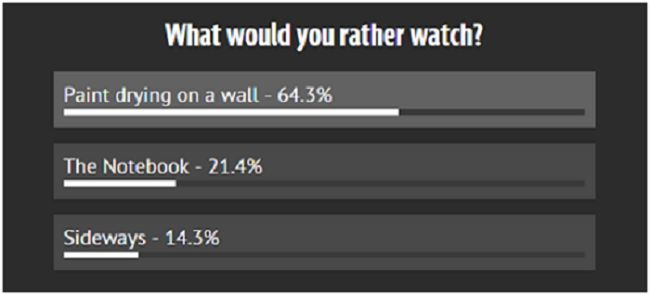 What would you rather watch?
Paint drying on a wall - 64.3%
The Notebook - 21.4%
Sideways - 14.3%